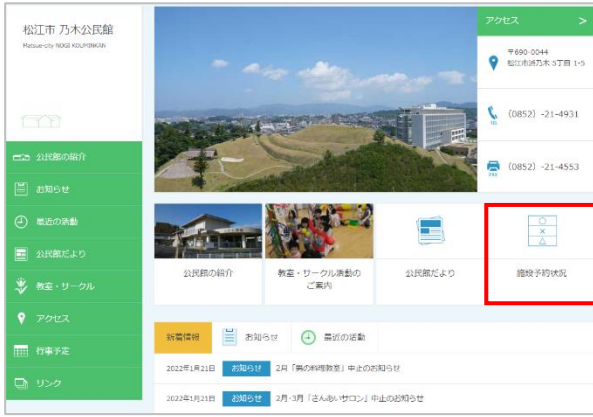 松江市 乃木公民館
Matsue-city NOGI KOUMINKAN
公民館の紹介
お知らせ
最近の活動
公民館だより
教室・サークル
アクセス
行事予定
リンク
アクセス >
〒690-0044
松江市浜乃木 5丁目 1-5
TEL
(0852) -21-4931
FAX
(0852) -21-4553
公民館の紹介
教室・サークル活動の
ご案内
公民館だより
○
×
△
施設予約状況
新着情報
お知らせ
最近の活動
2022年1月21日 お知らせ 2月「男の料理教室」中止のお知らせ
2022年1月21日 お知らせ 2月・3月「さんあいサロン」中止のお知らせ